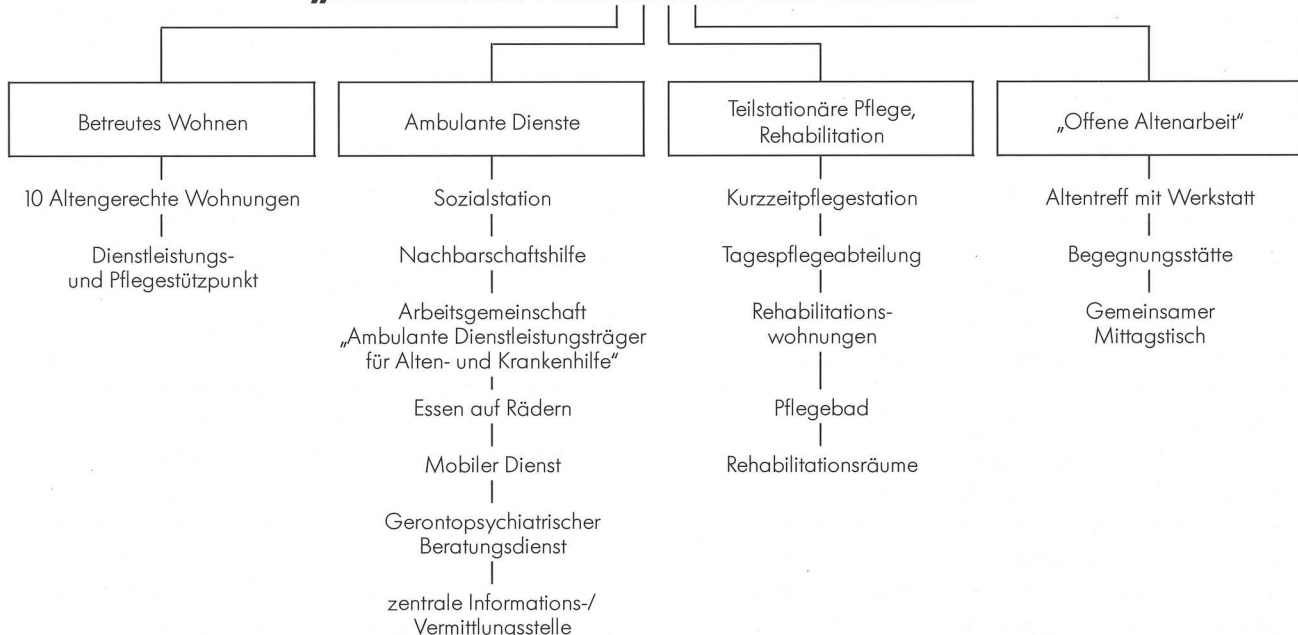 Betreutes Wohnen
10 Altengerechte Wohnungen
Dienstleistungs-
und Pflegestützpunkt
Ambulante Dienste
Sozialstation
Nachbarschaftshilfe
Arbeitsgemeinschaft
„Ambulante Dienstleistungsträger
für Alten- und Krankenhilfe“
Essen auf Rädern
Mobiler Dienst
Gerontopsychiatrischer
Beratungsdienst
zentrale Informations-/
Vermittlungsstelle
Teilstationäre Pflege,
Rehabilitation
Kurzzeitpflegestation
Tagespflegeabteilung
Rehabilitations-
wohnungen
Pflegebad
Rehabilitationsräume
„Offene Altenarbeit“
Altentreff mit Werkstatt
Begegnungsstätte
Gemeinsamer
Mittagstisch